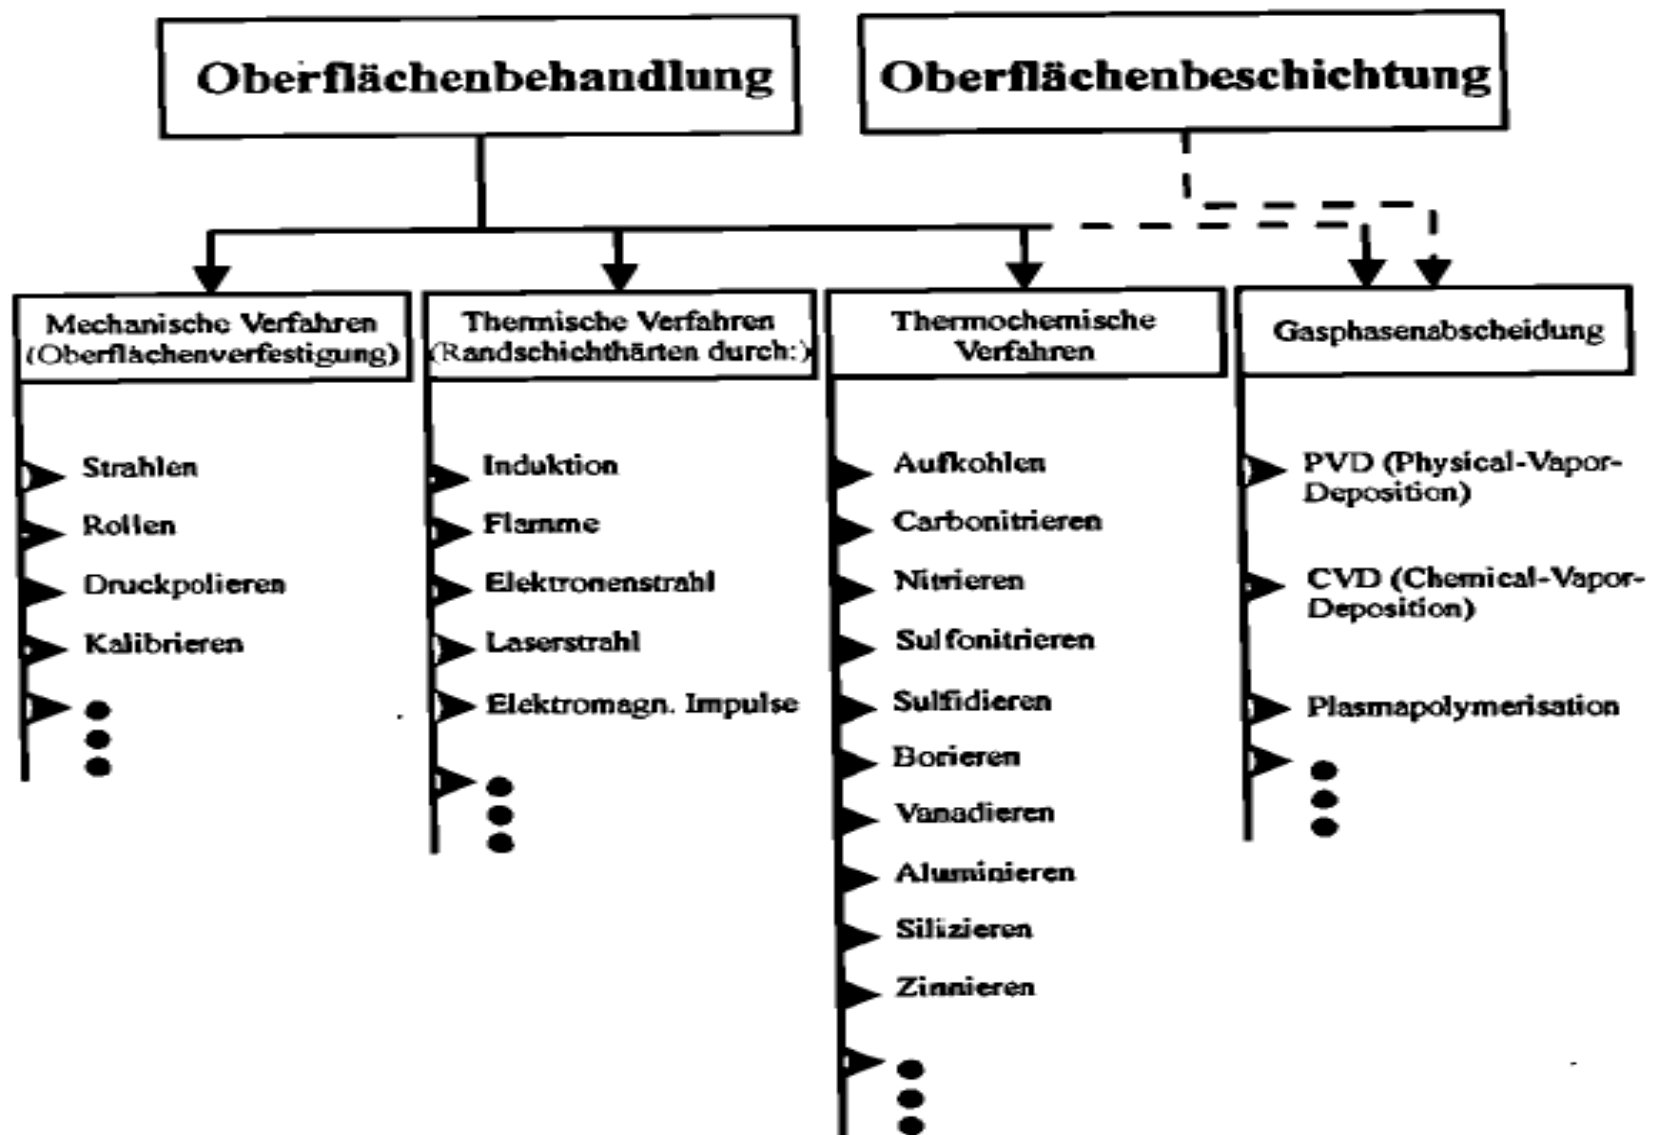 Oberflächenbehandlung
Oberflächenbeschichtung
Mechanische Verfahren
(Oberflächenverfestigung)
Thermische Verfahren
(Randschichthärten durch:)
Thermochemische
Verfahren
Gasphasenabscheidung
Strahlen
Rollen
Druckpolieren
Kalibrieren
Induktion
Flamme
Elektronenstrahl
Laserstrahl
Elektromagn. Impulse
Aufkohlen
Carbonitrieren
Nitrieren
Sulfonitrieren
Sulfidieren
Borieren
Vanadieren
Aluminieren
Silizieren
Zinnieren
PVD (Physical-Vapor-
Deposition)
CVD (Chemical-Vapor-
Deposition)
Plasmapolymerisation